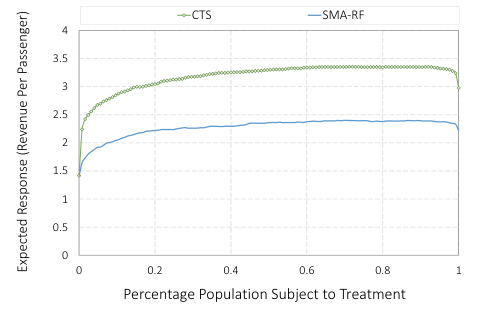 CTS SMA-RF
4
3.5
3
2.5
2
1.5
1
0.5
0
0 0.2 0.4 0.6 0.8 1
Expected Response (Revenue Per Passenger)
Percentage Population Subject to Treatment